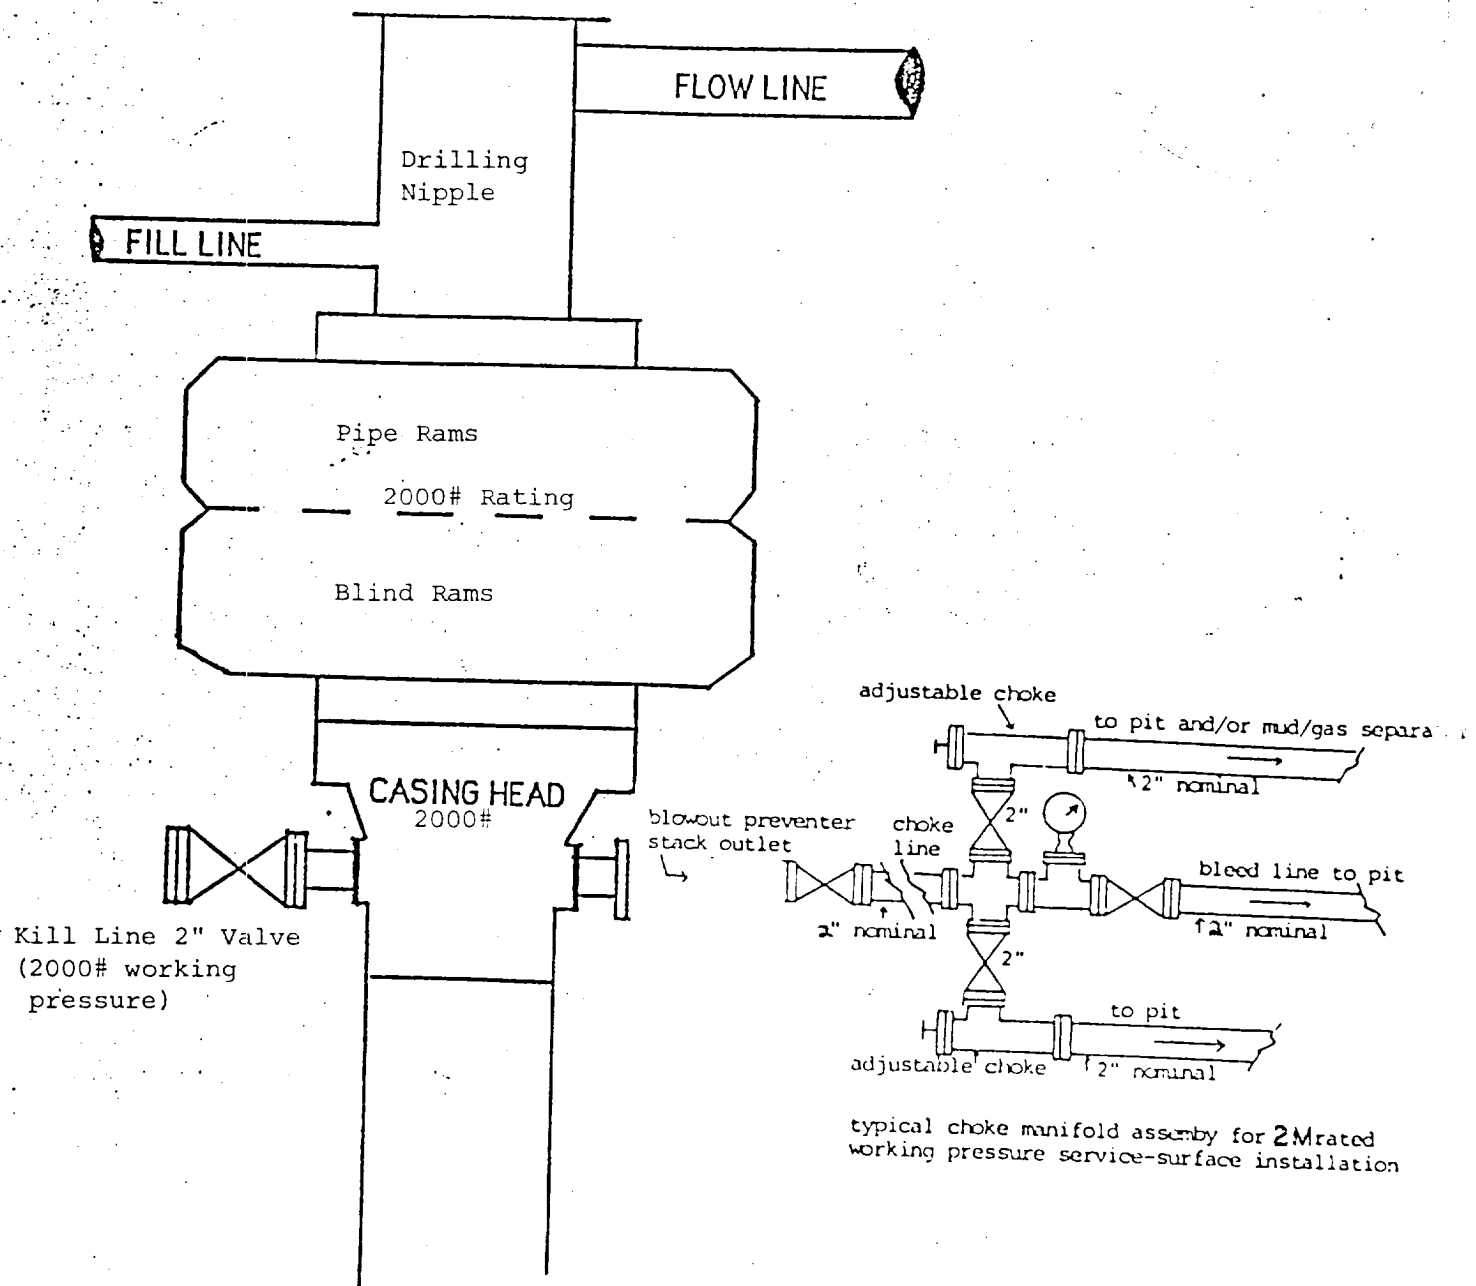 FLOW LINE
Drilling
Nipple
FILL LINE
Pipe Rams
2000# Rating
Blind Rams
CASING HEAD
2000#
Kill Line 2" Valve
(2000# working
pressure)
adjustable choke
to pit and/or mud/gas separa
2" nominal
2"
blowout preventer
stack outlet
choke
line
bleed line to pit
2" nominal
2" nominal
2"
to pit
adjustable choke
2" nominal
typical choke manifold assemby for 2M rated
working pressure service-surface installation